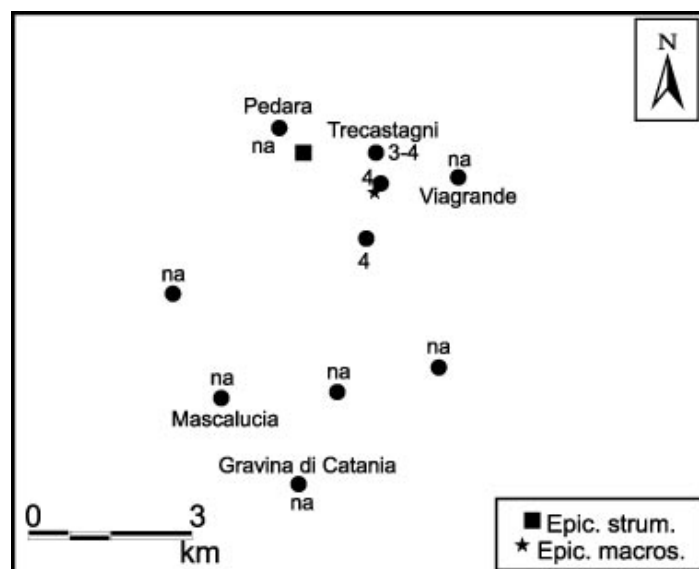 N
Pedara
na
Trecastagni
3-4
na
4
Viagrande
4
na
na
na
na
Mascalucia
Gravina di Catania
na
0 3
km
Epic. strum.
Epic. macros.